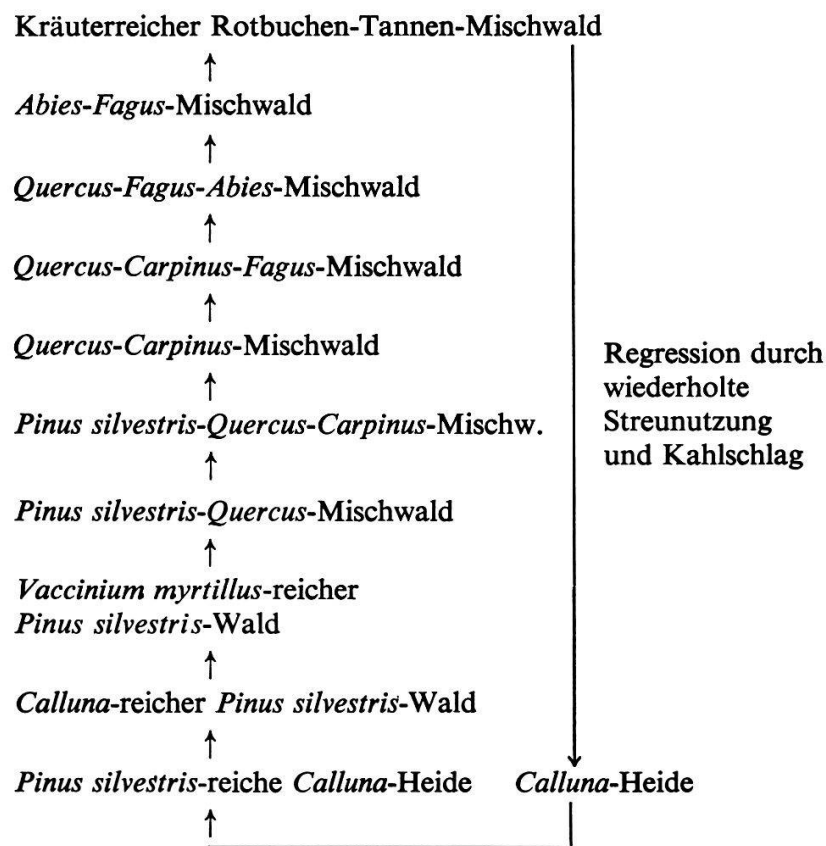 Kräuterreicher Rotbuchen-Tannen-Mischwald
↑
Abies-Fagus-Mischwald
↑
Quercus-Fagus-Abies-Mischwald
↑
Quercus-Carpinus-Fagus-Mischwald
↑
Quercus-Carpinus-Mischwald
↑
Pinus silvestris-Quercus-Carpinus-Mischw.
↑
Pinus silvestris-Quercus-Mischwald
↑
Vaccinium myrtillus-reicher
Pinus silvestris-Wald
↑
Calluna-reicher Pinus silvestris-Wald
↑
Pinus silvestris-reiche Calluna-Heide
↑
Regression durch
wiederholte
Streunutzung
und Kahlschlag
Calluna-Heide